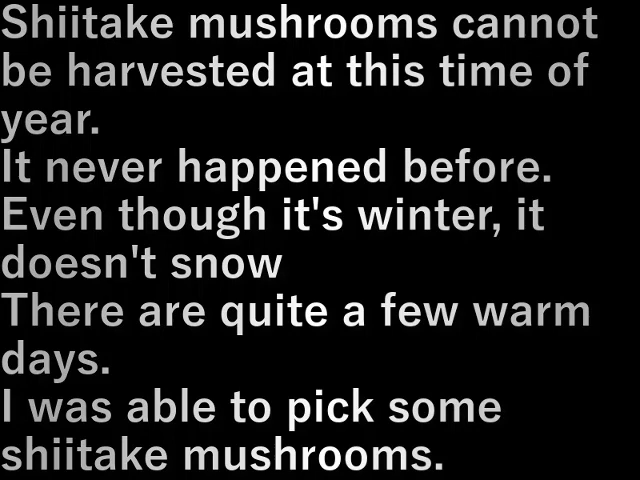 Shiitake mushrooms cannot
be harvested at this time of
year.
It never happened before.
Even though it's winter, it
doesn't snow
There are quite a few warm
days.
I was able to pick some
shiitake mushrooms.